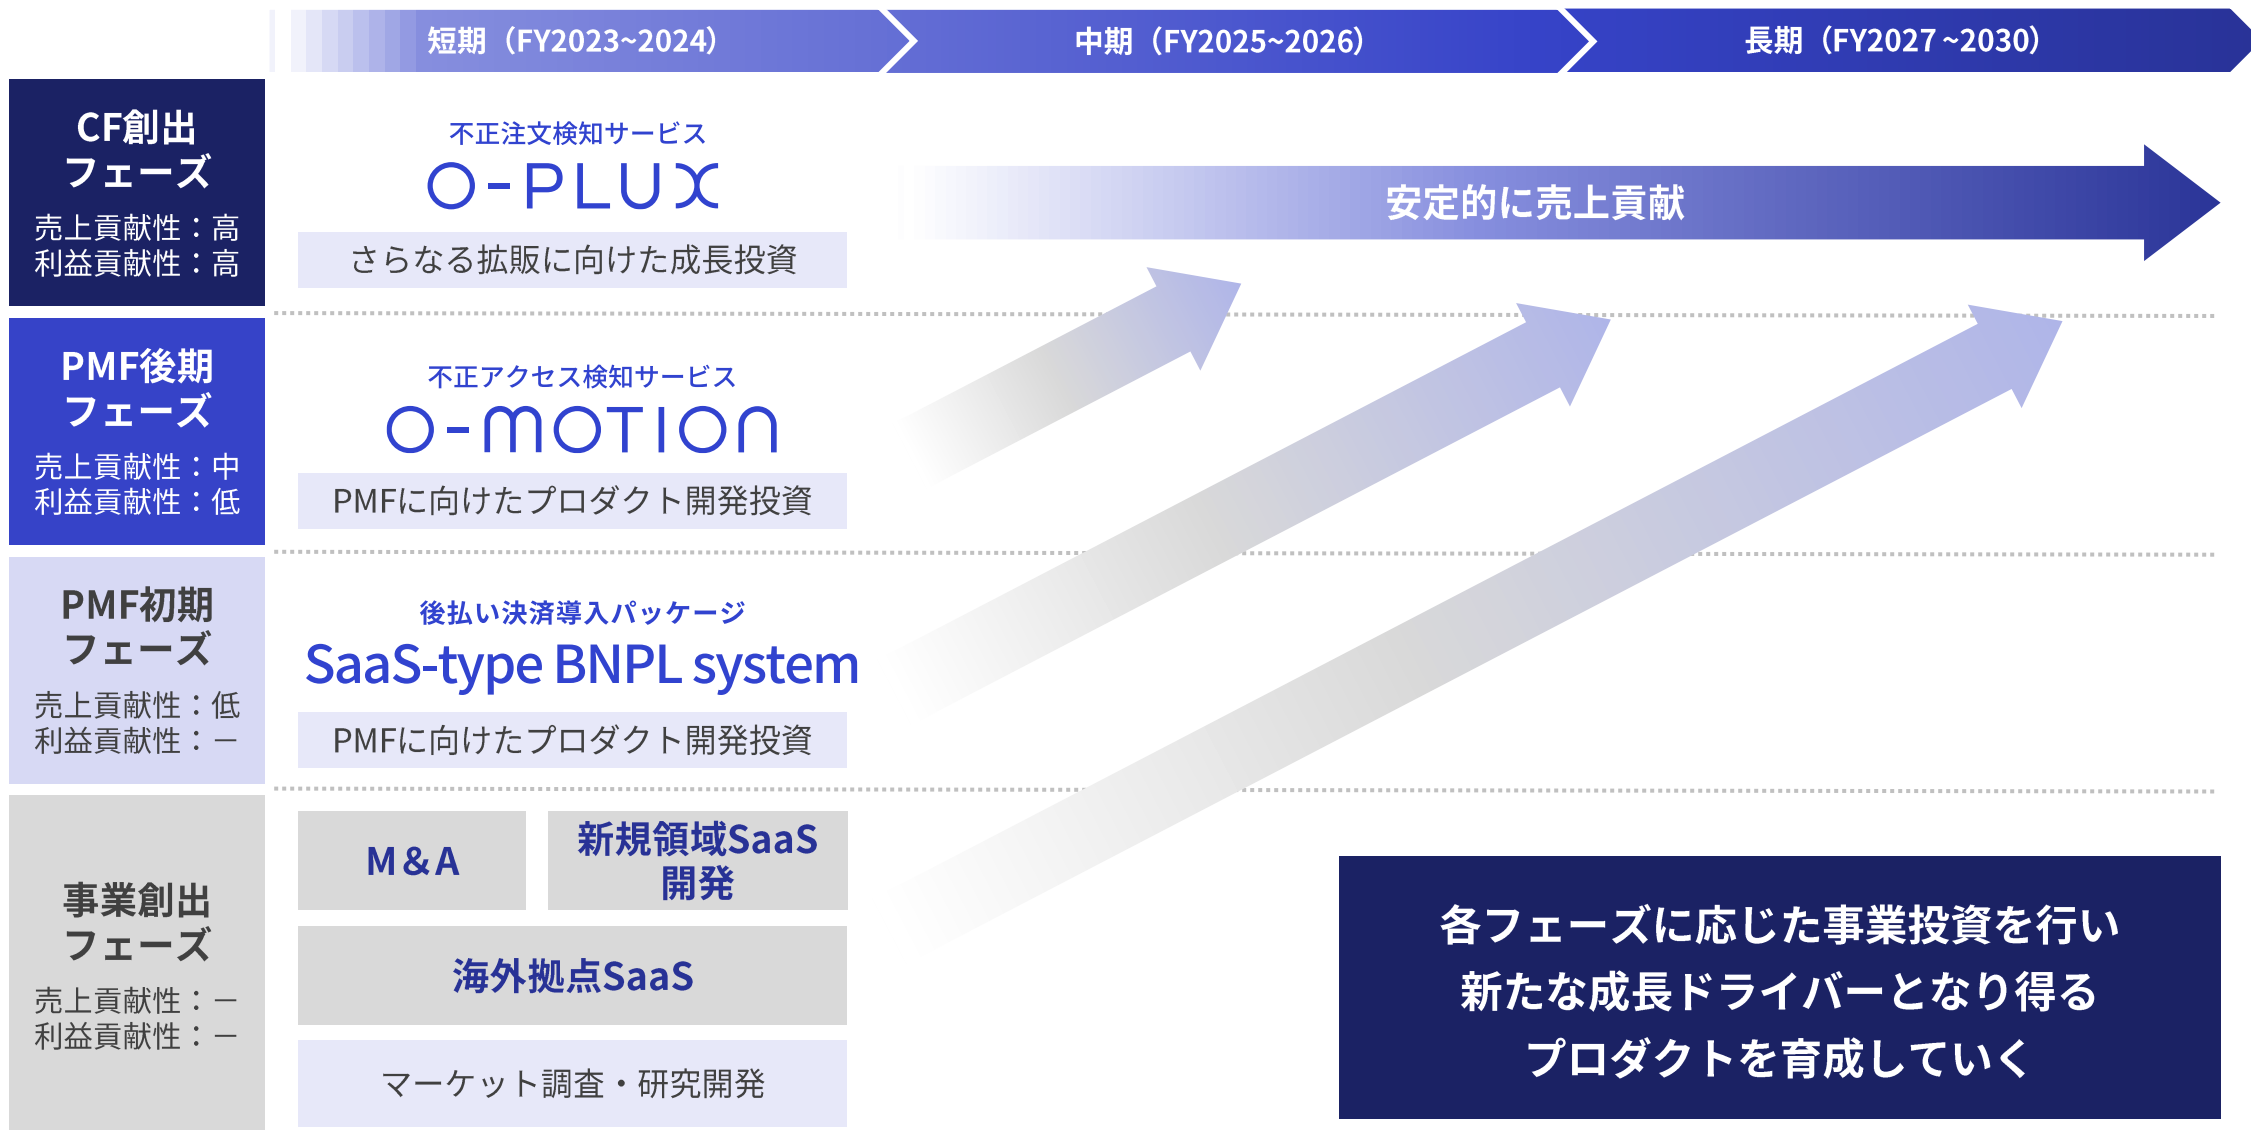 短期（FY2023~2024）
中期（FY2025~2026）
長期（FY2027 ~2030）
CF創出
フェーズ
売上貢献性：高
利益貢献性：高
不正注文検知サービス
O-PLUX
さらなる拡販に向けた成長投資
安定的に売上貢献
PMF後期
フェーズ
売上貢献性：中
利益貢献性：低
不正アクセス検知サービス
O-MOTION
PMFに向けたプロダクト開発投資
PMF初期
フェーズ
売上貢献性：低
利益貢献性：－
後払い決済導入パッケージ
SaaS-type BNPL system
PMFに向けたプロダクト開発投資
事業創出
フェーズ
売上貢献性：－
利益貢献性：－
M＆A
新規領域SaaS
開発
海外拠点SaaS
マーケット調査・研究開発
各フェーズに応じた事業投資を行い
新たな成長ドライバーとなり得る
プロダクトを育成していく